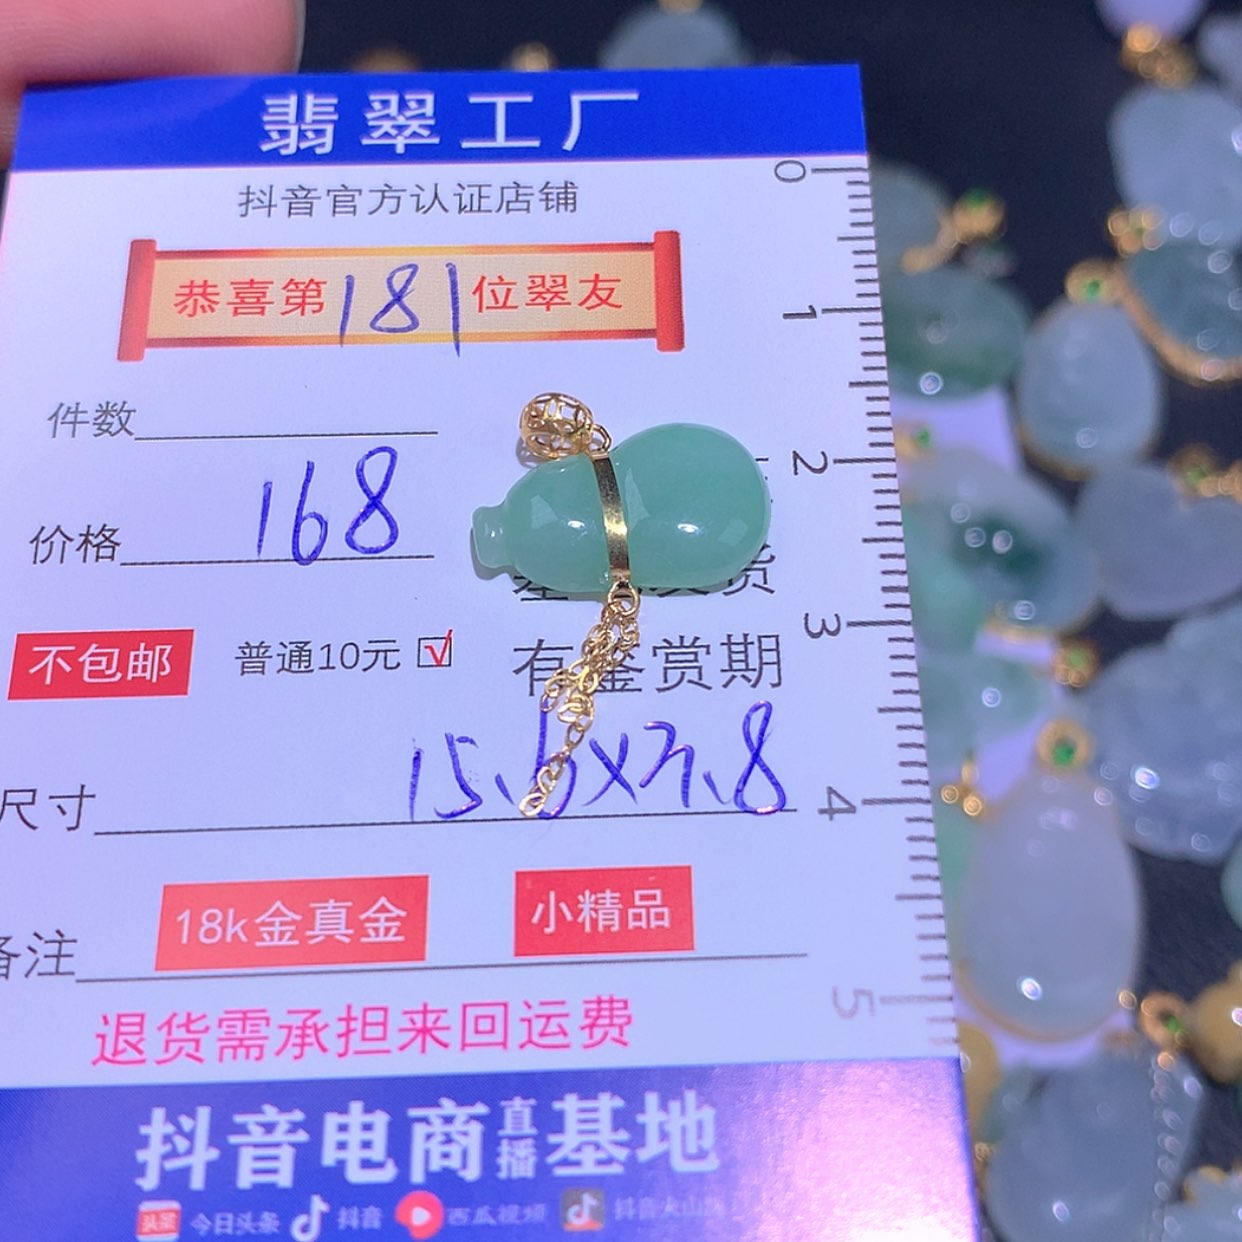 翡翠工厂
抖音官方认证店铺
恭喜第181位翠友
件数
价格 168
不包邮 普通10元 ☑
有鉴赏期
尺寸 15.6×7.8
备注 18k金真金 小精品
退货需承担来回运费
抖音电商直播基地
头条 今日头条 抖音 西瓜视频
0
1
2
3
4
5